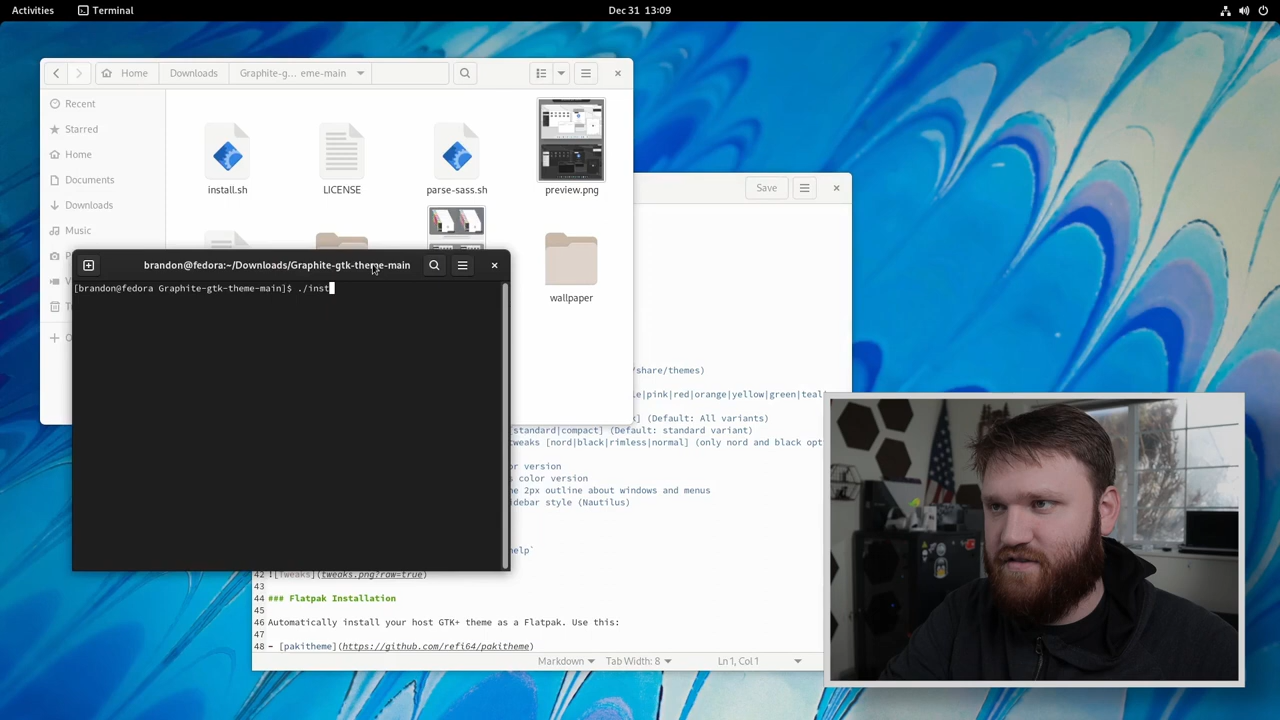 Activities
Terminal
Dec 31 13:09
Home
Downloads
Graphite-g... eme-main
Recent
Starred
Home
Documents
Downloads
Music
install.sh
LICENSE
parse-sass.sh
preview.png
wallpaper
Save
brandon@fedora:~/Downloads/Graphite-gtk-theme-main
[brandon@fedora Graphite-gtk-theme-main]$ ./inst
/share/themes)
le|pink|red|orange|yellow|green|teal
] (Default: All variants)
standard|compact] (Default: standard variant)
tweaks [nord|black|rimless|normal] (only nord and black opt
or version
color version
2px outline about windows and menus
sidebar style (Nautilus)
help`
42 ![Tweaks](tweaks.png?raw=true)
43
44 ### Flatpak Installation
45
46 Automatically install your host GTK+ theme as a Flatpak. Use this:
47
48 - [pakitheme](https://github.com/refi64/pakitheme)
Markdown
Tab Width: 8
Ln 1, Col 1